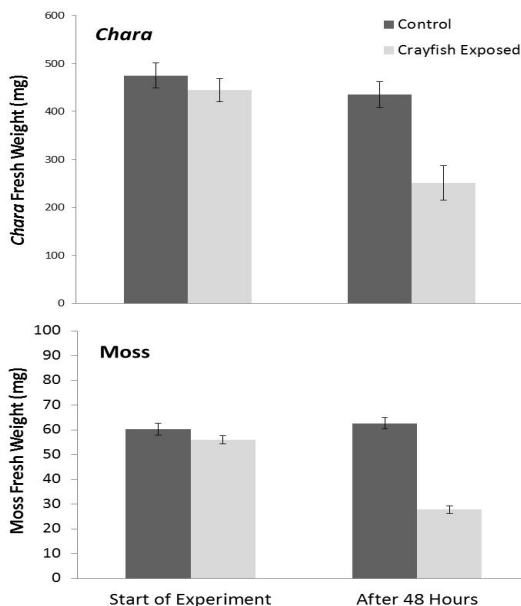 600
Control
Crayfish Exposed
Chara
500
400
300
200
100
0
Chara Fresh Weight (mg)
100
Moss
90
80
70
60
50
40
30
20
10
0
Moss Fresh Weight (mg)
Start of Experiment
After 48 Hours